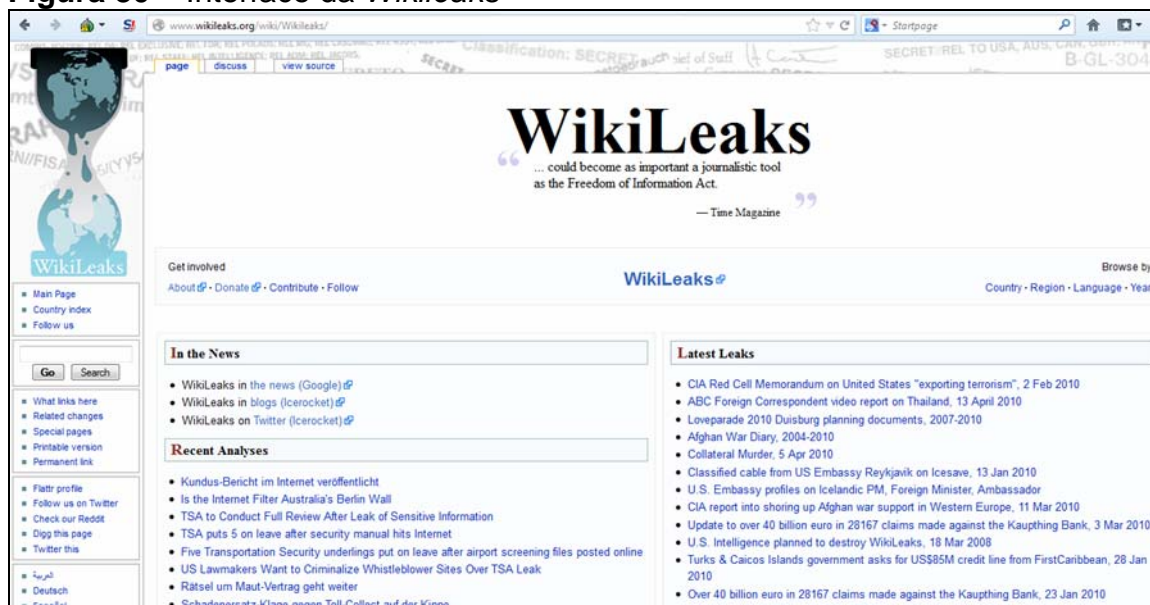 Interface da Wikileaks
www.wikileaks.org/wiki/Wikileaks/
Startpage
page discuss view source
Classification: SECRET
SECRET
SECRET
REL TO USA, AUS, CAN,
B-GL-304
WikiLeaks
“ ... could become as important a journalistic tool
as the Freedom of Information Act. ”
— Time Magazine
WikiLeaks
Main Page
Country index
Follow us
Go Search
What links here
Related changes
Special pages
Printable version
Permanent link
Flattr profile
Follow us on Twitter
Check our Reddit
Digg this page
Twitter this
العربية
Deutsch
Get involved
About · Donate · Contribute · Follow
WikiLeaks
Browse by
Country · Region · Language · Year
In the News
WikiLeaks in the news (Google)
WikiLeaks in blogs (Icerocket)
WikiLeaks on Twitter (Icerocket)
Recent Analyses
Kundus-Bericht im Internet veröffentlicht
Is the Internet Filter Australia's Berlin Wall
TSA to Conduct Full Review After Leak of Sensitive Information
TSA puts 5 on leave after security manual hits Internet
Five Transportation Security underlings put on leave after airport screening files posted online
US Lawmakers Want to Criminalize Whistleblower Sites Over TSA Leak
Rätsel um Maut-Vertrag geht weiter
Schadenersatz-Klage gegen Toll-Collect auf der Kippe
Latest Leaks
CIA Red Cell Memorandum on United States "exporting terrorism", 2 Feb 2010
ABC Foreign Correspondent video report on Thailand, 13 April 2010
Loveparade 2010 Duisburg planning documents, 2007-2010
Afghan War Diary, 2004-2010
Collateral Murder, 5 Apr 2010
Classified cable from US Embassy Reykjavik on Icesave, 13 Jan 2010
U.S. Embassy profiles on Icelandic PM, Foreign Minister, Ambassador
CIA report into shoring up Afghan war support in Western Europe, 11 Mar 2010
Update to over 40 billion euro in 28167 claims made against the Kaupthing Bank, 3 Mar 2010
U.S. Intelligence planned to destroy WikiLeaks, 18 Mar 2008
Turks & Caicos Islands government asks for US$85M credit line from FirstCaribbean, 28 Jan
2010
Over 40 billion euro in 28167 claims made against the Kaupthing Bank, 23 Jan 2010